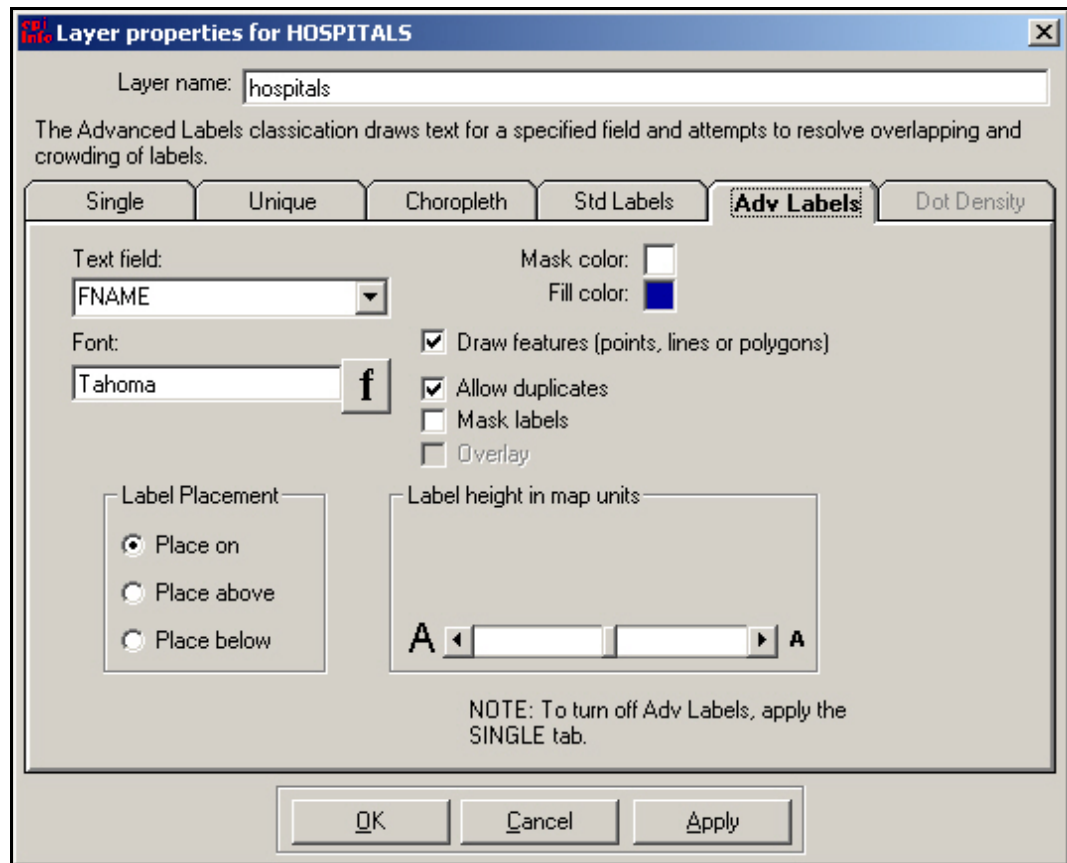 epi info Layer properties for HOSPITALS
Layer name: hospitals
The Advanced Labels classication draws text for a specified field and attempts to resolve overlapping and
crowding of labels.
Single Unique Choropleth Std Labels Adv Labels Dot Density
Text field:
FNAME
Mask color:
Fill color:
Font:
Tahoma f
Draw features (points, lines or polygons)
Allow duplicates
Mask labels
Overlay
Label Placement
Place on
Place above
Place below
Label height in map units
A A
NOTE: To turn off Adv Labels, apply the
SINGLE tab.
OK Cancel Apply